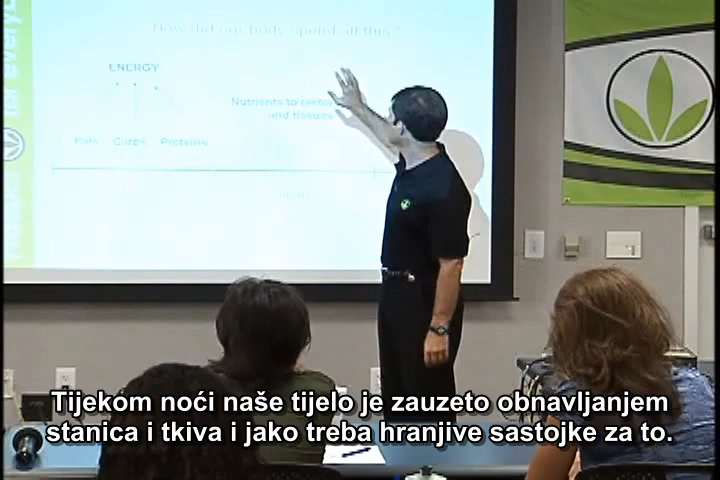 How did our body spend all this?
ENERGY
Nutrients to
and tissues
Fats Carbs Proteins
Tijekom noći naše tijelo je zauzeto obnavljanjem
stanica i tkiva i jako treba hranjive sastojke za to.